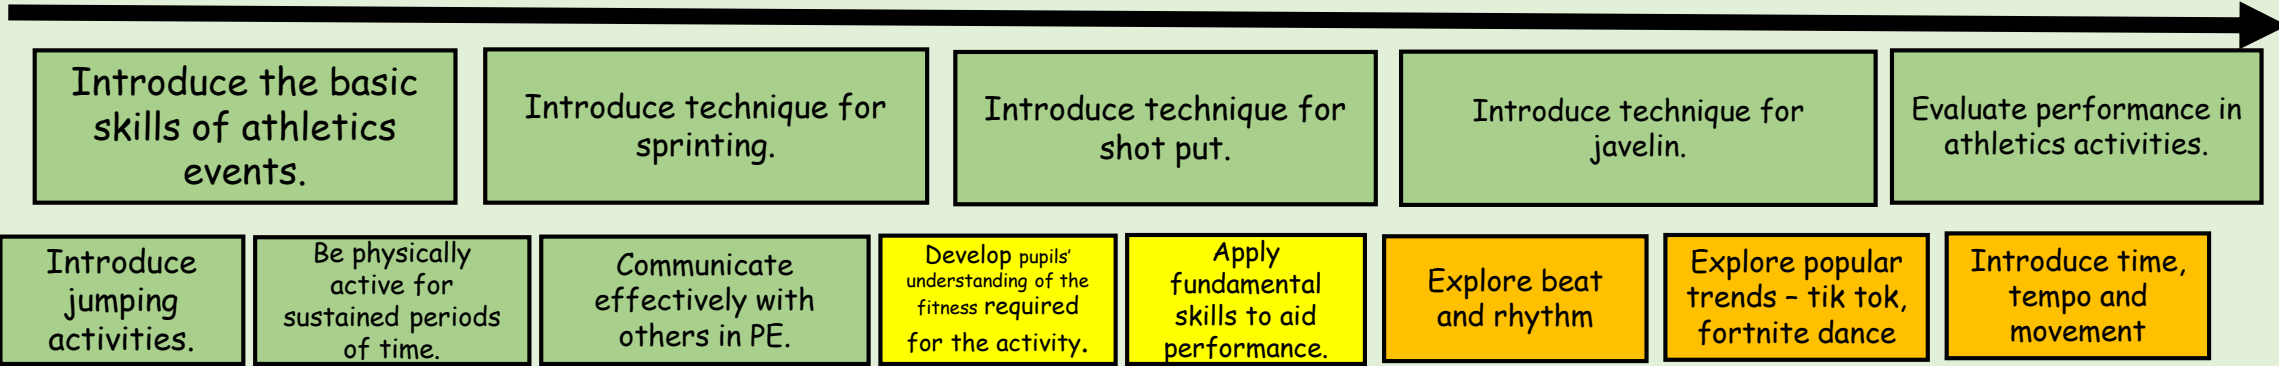 Introduce the basic
skills of athletics
events.
Introduce technique for
sprinting.
Introduce technique for
shot put.
Introduce technique for
javelin.
Evaluate performance in
athletics activities.
Introduce
jumping
activities.
Be physically
active for
sustained periods
of time.
Communicate
effectively with
others in PE.
Develop pupils'
understanding of the
fitness required
for the activity.
Apply
fundamental
skills to aid
performance.
Explore beat
and rhythm
Explore popular
trends – tik tok,
fortnite dance
Introduce time,
tempo and
movement